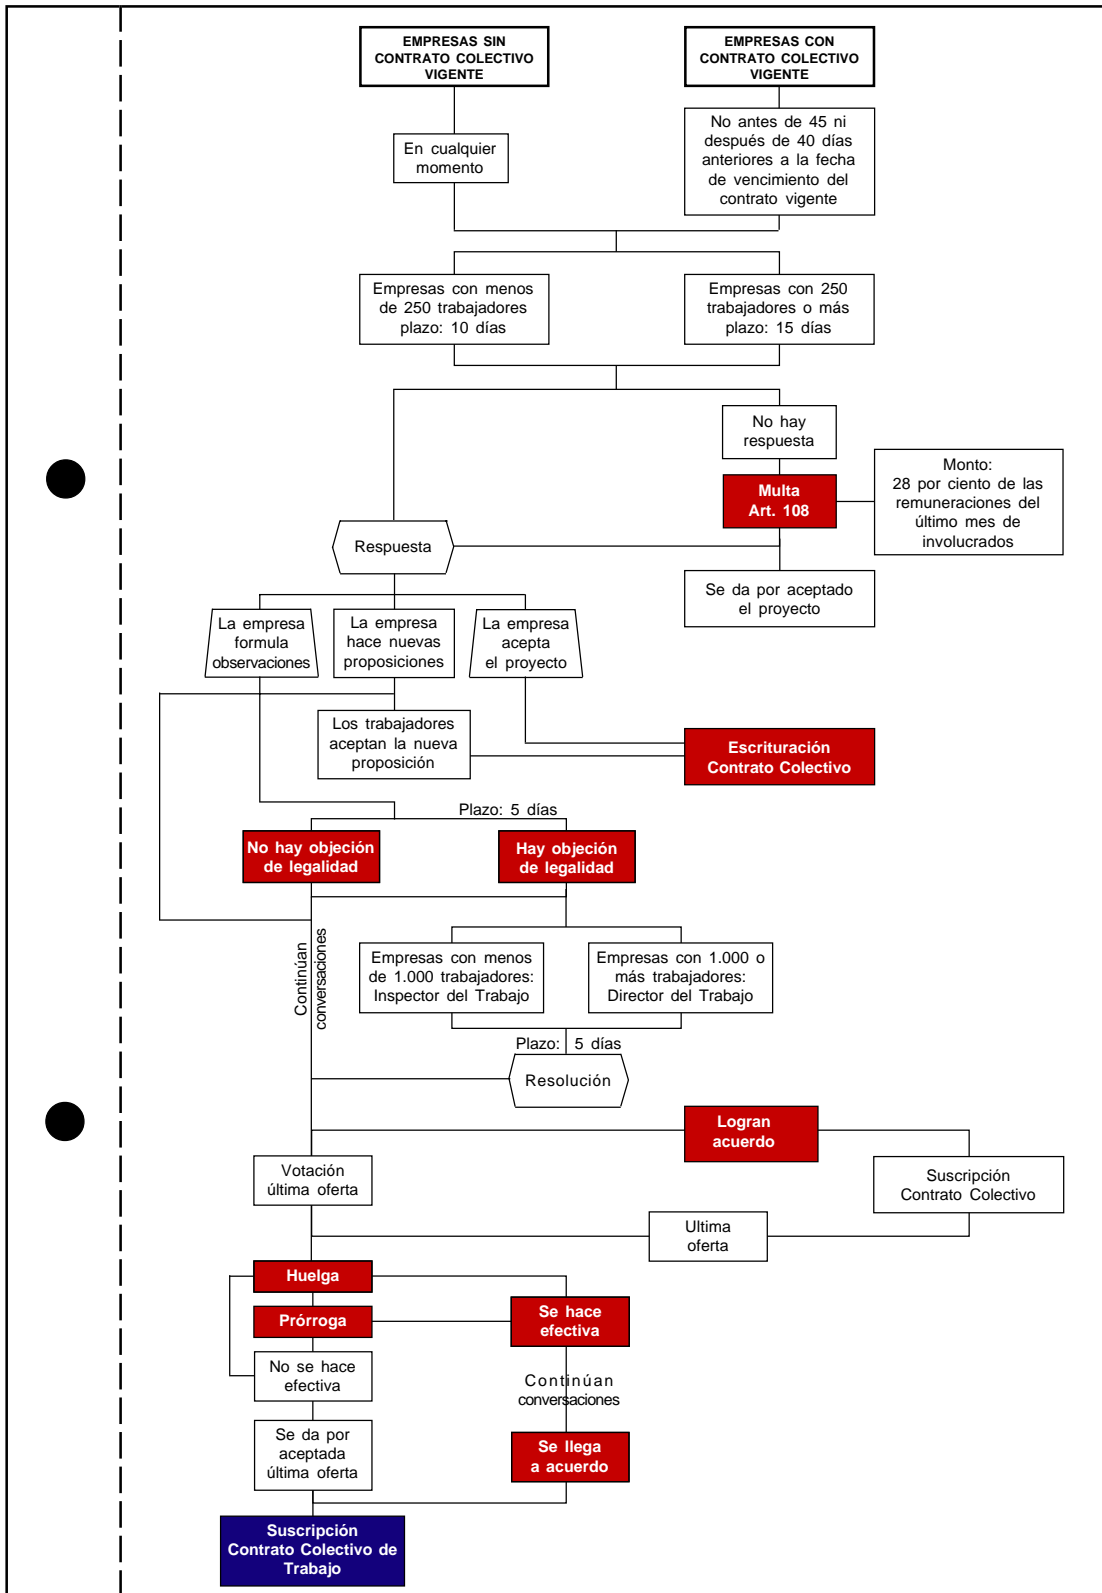 EMPRESAS SIN
CONTRATO COLECTIVO
VIGENTE
EMPRESAS CON
CONTRATO COLECTIVO
VIGENTE
En cualquier
momento
No antes de 45 ni
después de 40 días
anteriores a la fecha
de vencimiento del
contrato vigente
Empresas con menos
de 250 trabajadores
plazo: 10 días
Empresas con 250
trabajadores o más
plazo: 15 días
No hay
respuesta
Multa
Art. 108
Monto:
28 por ciento de las
remuneraciones del
último mes de
involucrados
Respuesta
Se da por aceptado
el proyecto
La empresa
formula
observaciones
La empresa
hace nuevas
proposiciones
La empresa
acepta
el proyecto
Los trabajadores
aceptan la nueva
proposición
Escrituración
Contrato Colectivo
Plazo: 5 días
No hay objeción
de legalidad
Hay objeción
de legalidad
Continúan
conversaciones
Empresas con menos
de 1.000 trabajadores:
Inspector del Trabajo
Empresas con 1.000 o
más trabajadores:
Director del Trabajo
Plazo: 5 días
Resolución
Logran
acuerdo
Votación
última oferta
Suscripción
Contrato Colectivo
Ultima
oferta
Huelga
Prórroga
Se hace
efectiva
No se hace
efectiva
Continúan
conversaciones
Se da por
aceptada
última oferta
Se llega
a acuerdo
Suscripción
Contrato Colectivo de
Trabajo